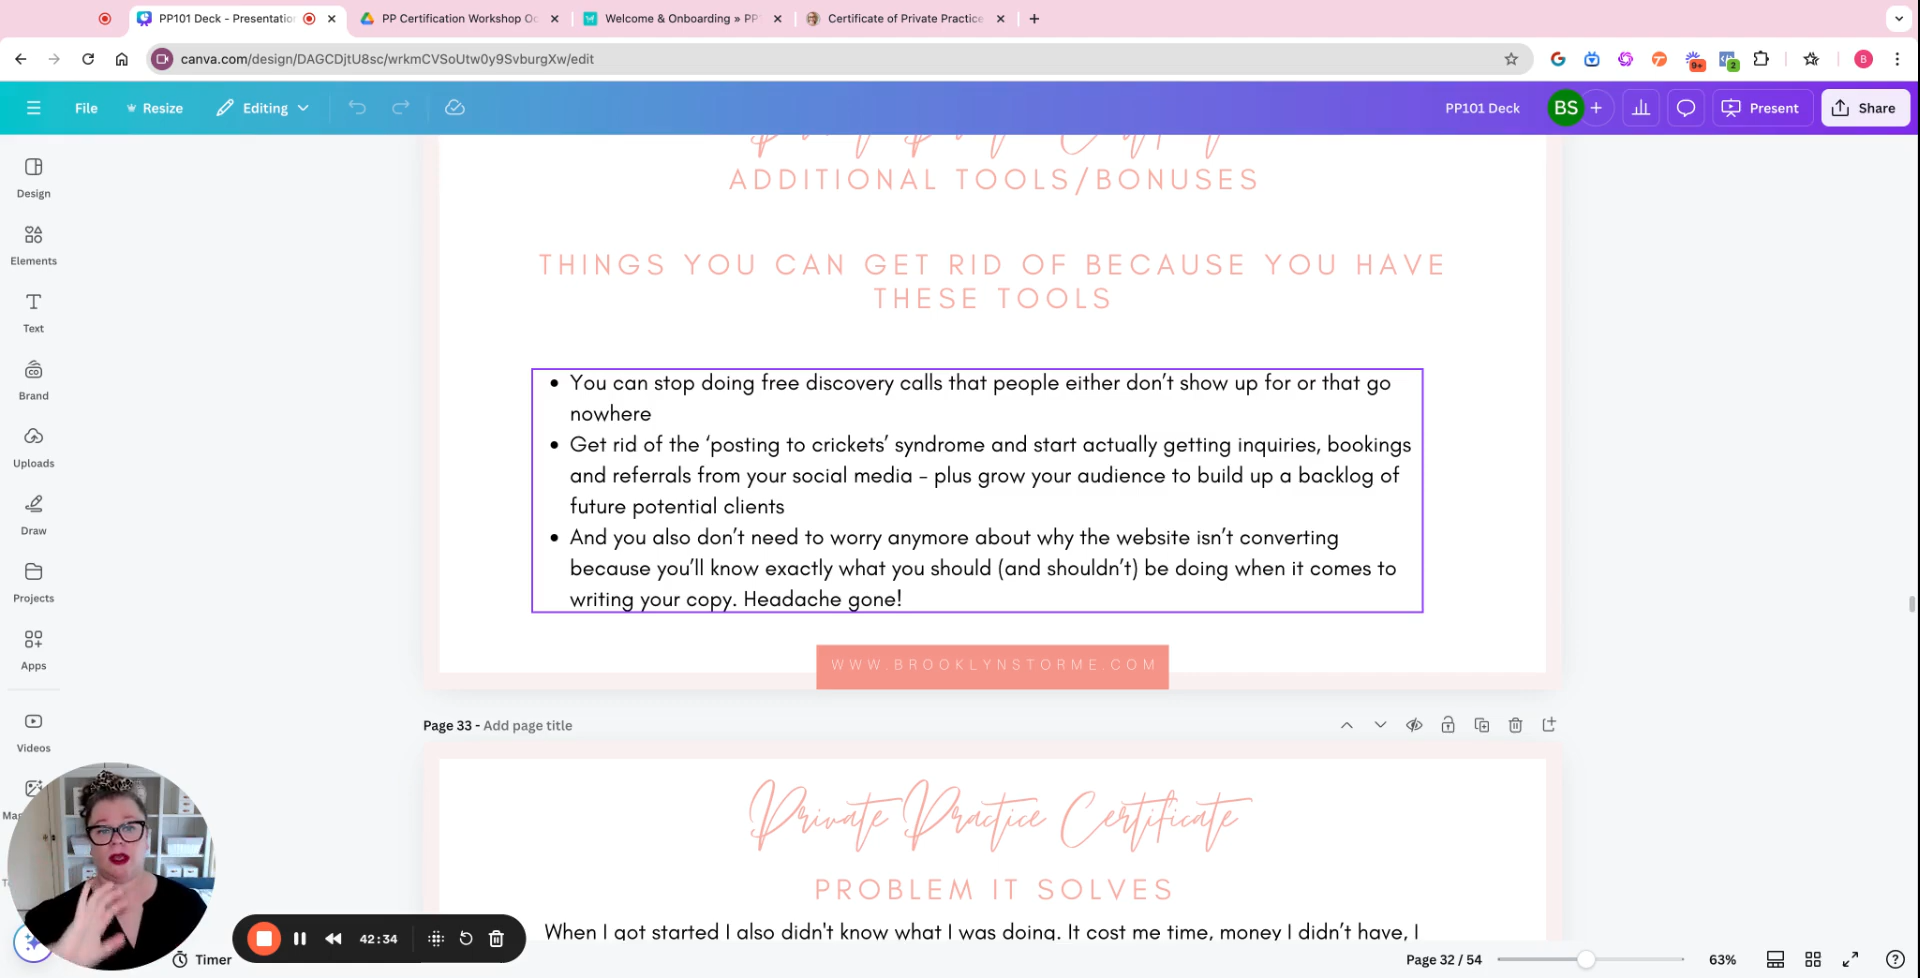 PP101 Deck - Presentation
PP Certification Workshop Oc
Welcome & Onboarding » PP
Certificate of Private Practice
canva.com/design/DAGCDjtU8sc/wrkmCVSoUtw0y9SvburgXw/edit
9+
2
B
File
Resize
Editing
PP101 Deck
BS
Present
Share
Design
Elements
Text
Brand
Uploads
Draw
Projects
Apps
Videos
ADDITIONAL TOOLS/BONUSES
THINGS YOU CAN GET RID OF BECAUSE YOU HAVE
THESE TOOLS
• You can stop doing free discovery calls that people either don’t show up for or that go
nowhere
• Get rid of the ‘posting to crickets’ syndrome and start actually getting inquiries, bookings
and referrals from your social media - plus grow your audience to build up a backlog of
future potential clients
• And you also don’t need to worry anymore about why the website isn’t converting
because you’ll know exactly what you should (and shouldn’t) be doing when it comes to
writing your copy. Headache gone!
WWW.BROOKLYNSTORME.COM
Page 33 - Add page title
Private Practice Certificate
PROBLEM IT SOLVES
When I got started I also didn't know what I was doing. It cost me time, money I didn’t have, I
42:34
Timer
Page 32 / 54
63%